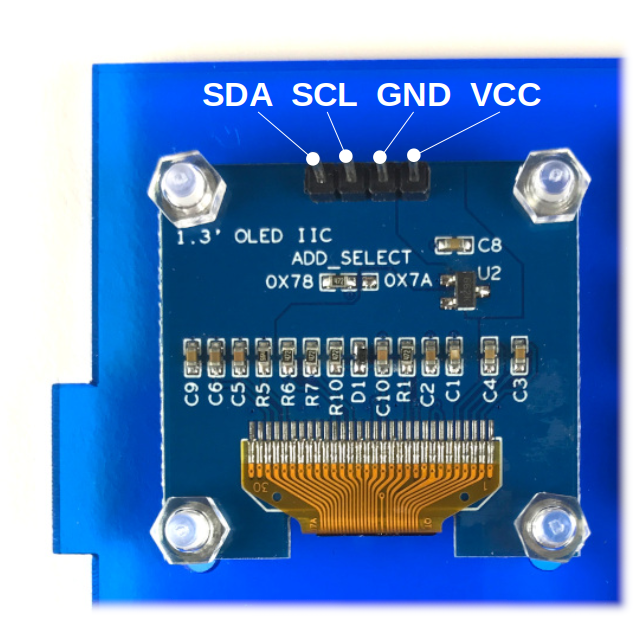 SDA SCL GND VCC
1.3' OLED IIC
ADD_SELECT
0X78 0X7A
C8
U2
C9 C6 C5 R5 R6 R7 R10 D1 C10 R1 C2 C1 C4 C3
30 1